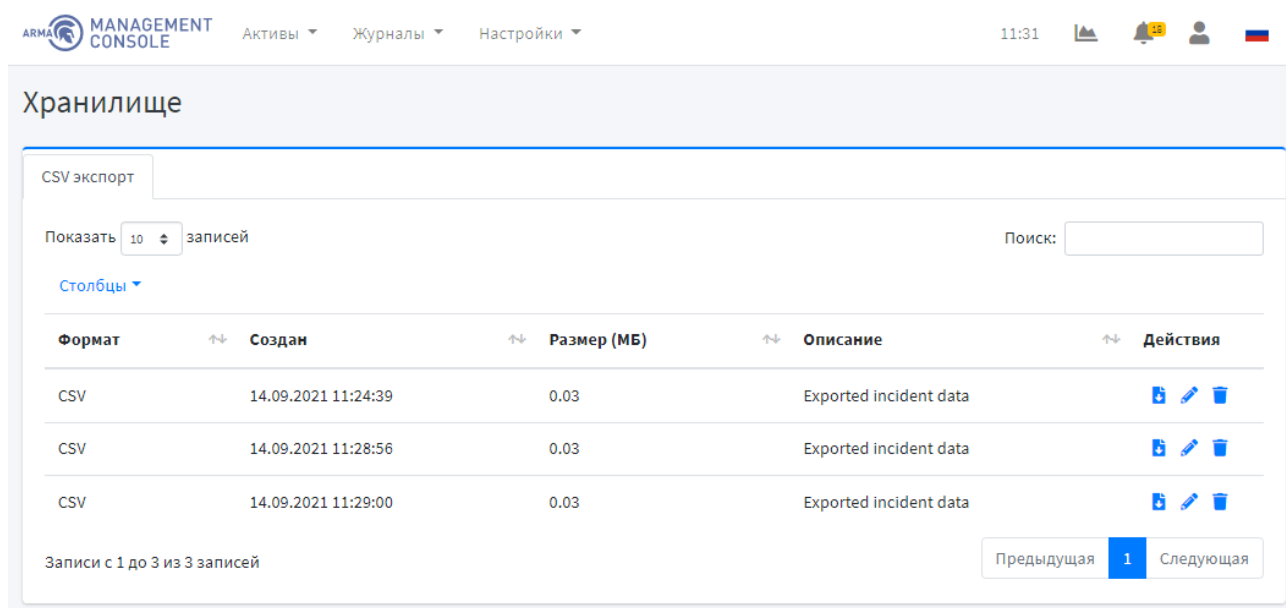 ARMA MANAGEMENT CONSOLE Активы Журналы Настройки 11:31 18
Хранилище
CSV экспорт
Показать 10 записей Поиск:
Столбцы
Формат Создан Размер (МБ) Описание Действия
CSV 14.09.2021 11:24:39 0.03 Exported incident data
CSV 14.09.2021 11:28:56 0.03 Exported incident data
CSV 14.09.2021 11:29:00 0.03 Exported incident data
Записи с 1 до 3 из 3 записей Предыдущая 1 Следующая